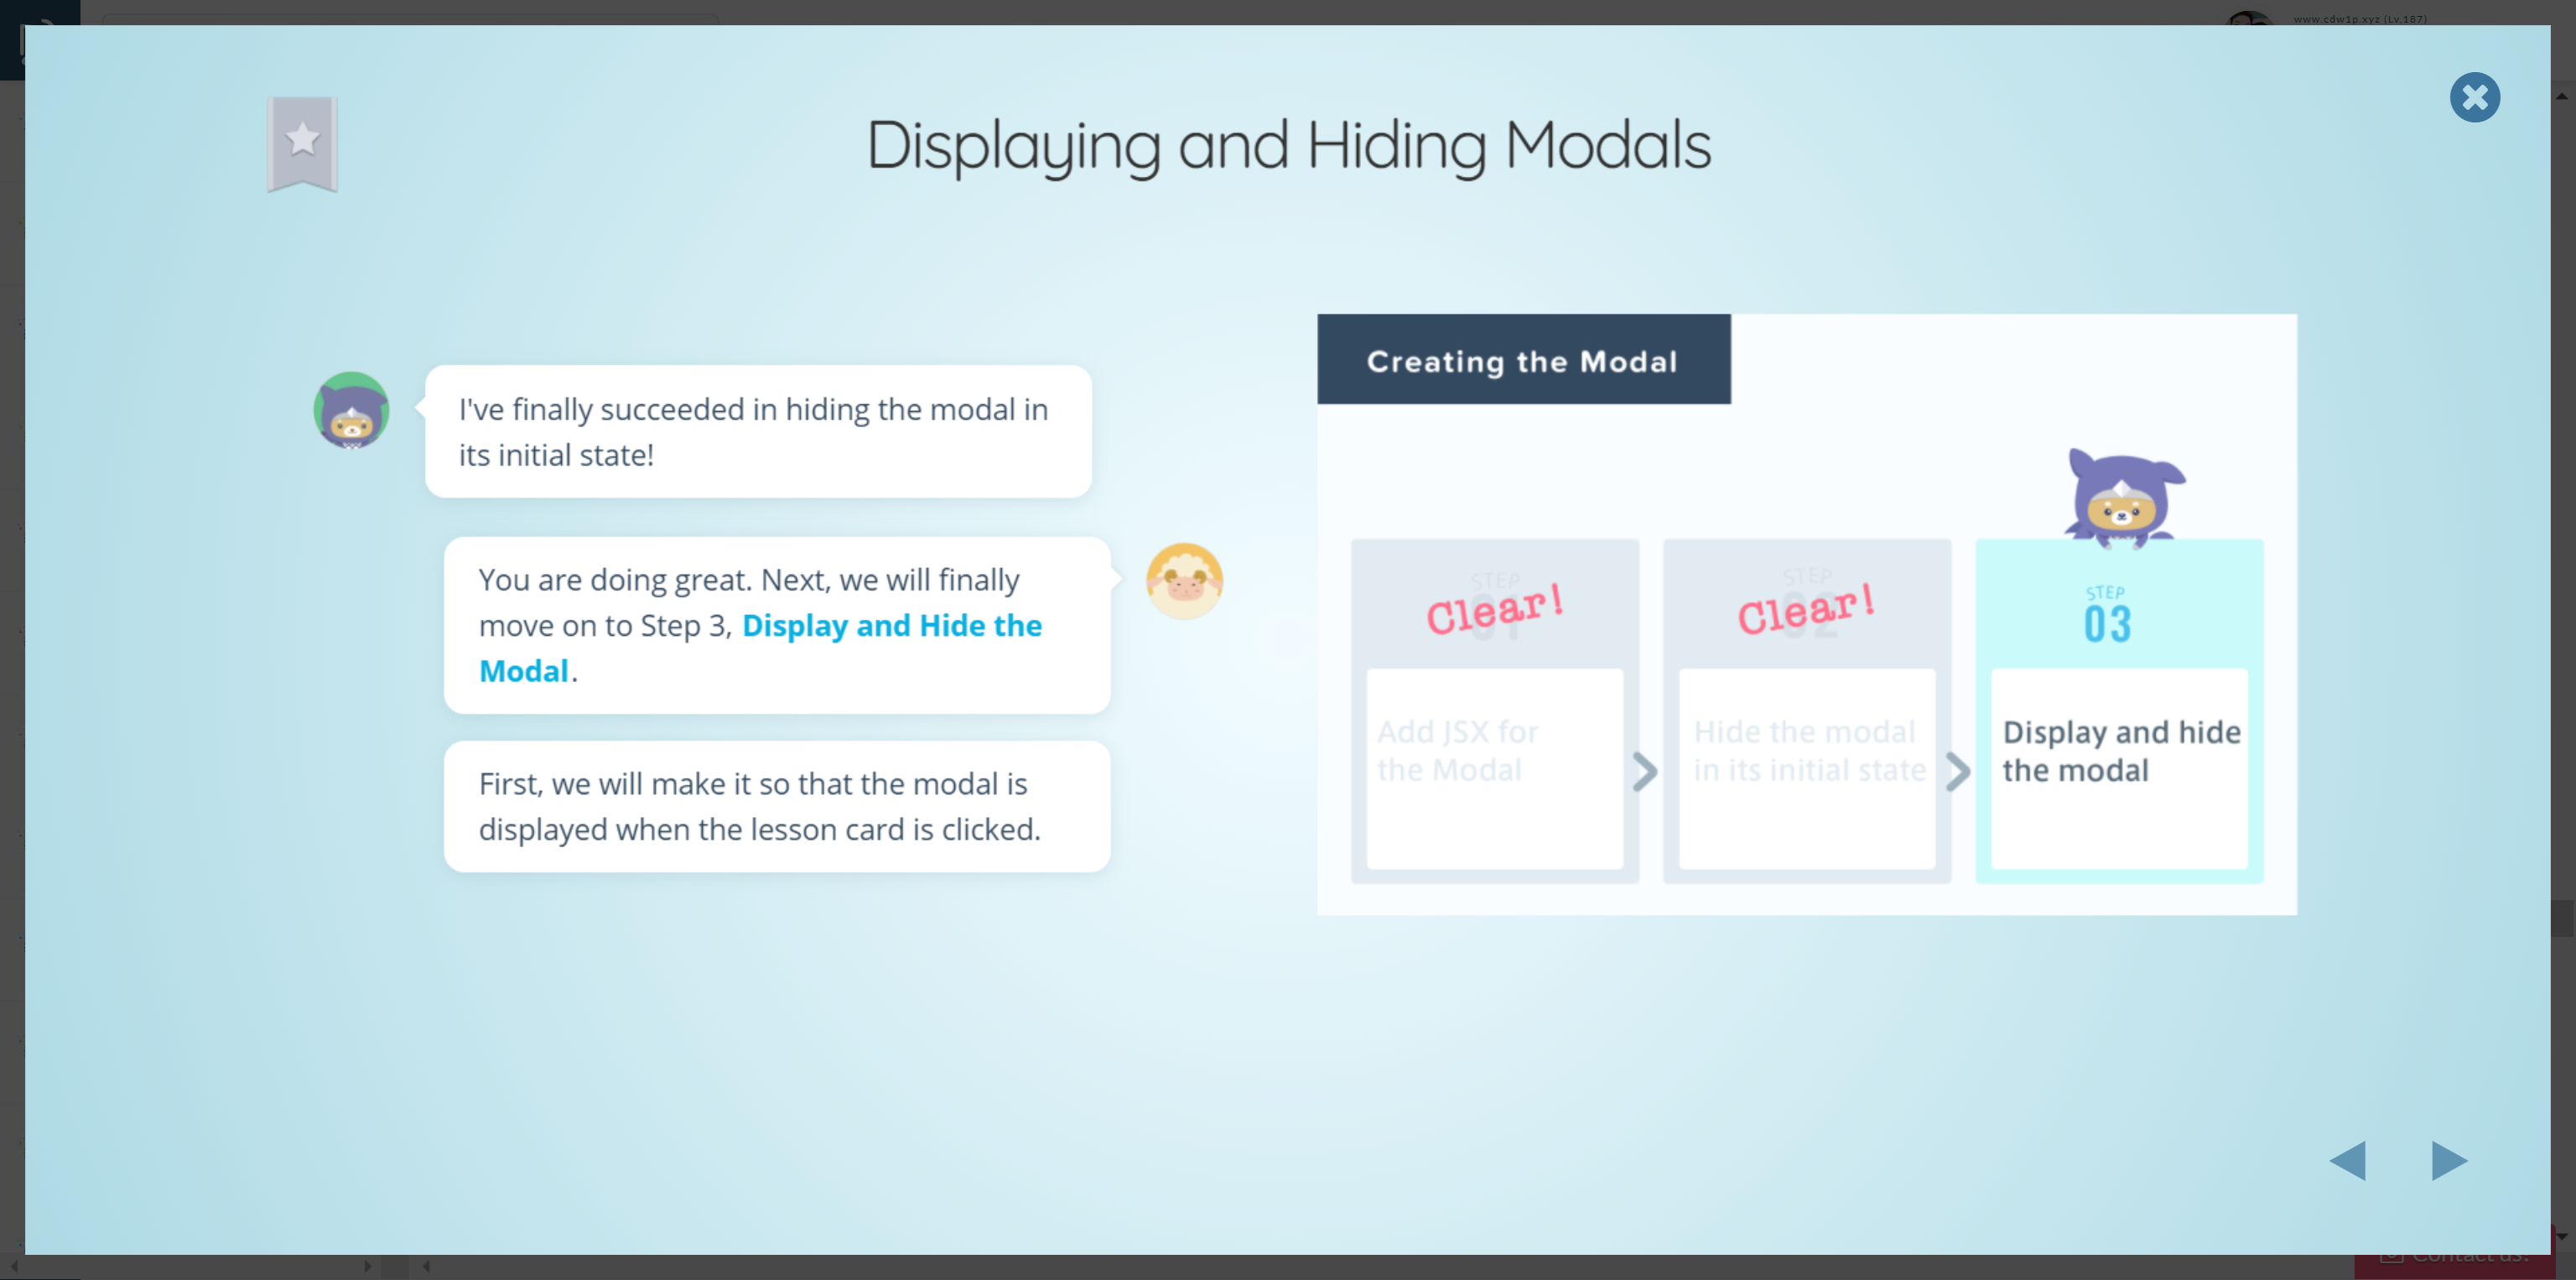 www.cdw1p.xyz (Lv.187)
Displaying and Hiding Modals
I've finally succeeded in hiding the modal in
its initial state!
You are doing great. Next, we will finally
move on to Step 3, Display and Hide the
Modal.
First, we will make it so that the modal is
displayed when the lesson card is clicked.
Creating the Modal
STEP
01
Clear!
Add JSX for
the Modal
STEP
02
Clear!
Hide the modal
in its initial state
STEP
03
Display and hide
the modal
Contact us!